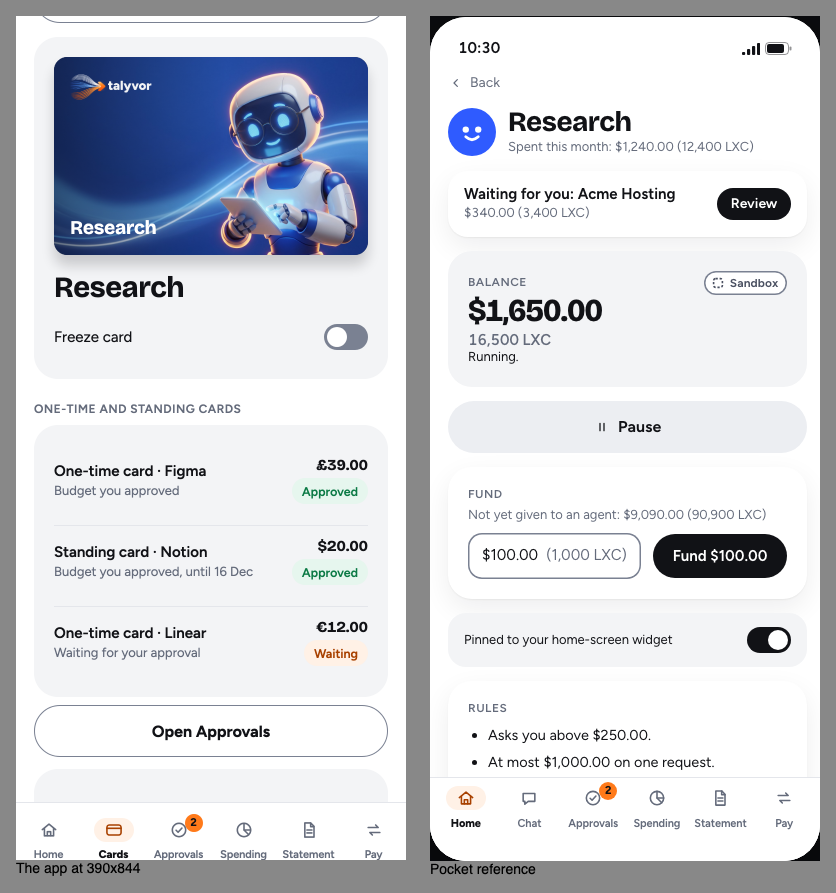 talyvor
Research
Research
Freeze card
ONE-TIME AND STANDING CARDS
One-time card · Figma
£39.00
Budget you approved
Approved
Standing card · Notion
$20.00
Budget you approved, until 16 Dec
Approved
One-time card · Linear
€12.00
Waiting for your approval
Waiting
Open Approvals
2
Home
Cards
Approvals
Spending
Statement
Pay
The app at 390x844
10:30
Back
Research
Spent this month: $1,240.00 (12,400 LXC)
Waiting for you: Acme Hosting
$340.00 (3,400 LXC)
Review
BALANCE
Sandbox
$1,650.00
16,500 LXC
Running.
Pause
FUND
Not yet given to an agent: $9,090.00 (90,900 LXC)
$100.00 (1,000 LXC)
Fund $100.00
Pinned to your home-screen widget
RULES
Asks you above $250.00.
At most $1,000.00 on one request.
2
Home
Chat
Approvals
Spending
Statement
Pay
Pocket reference